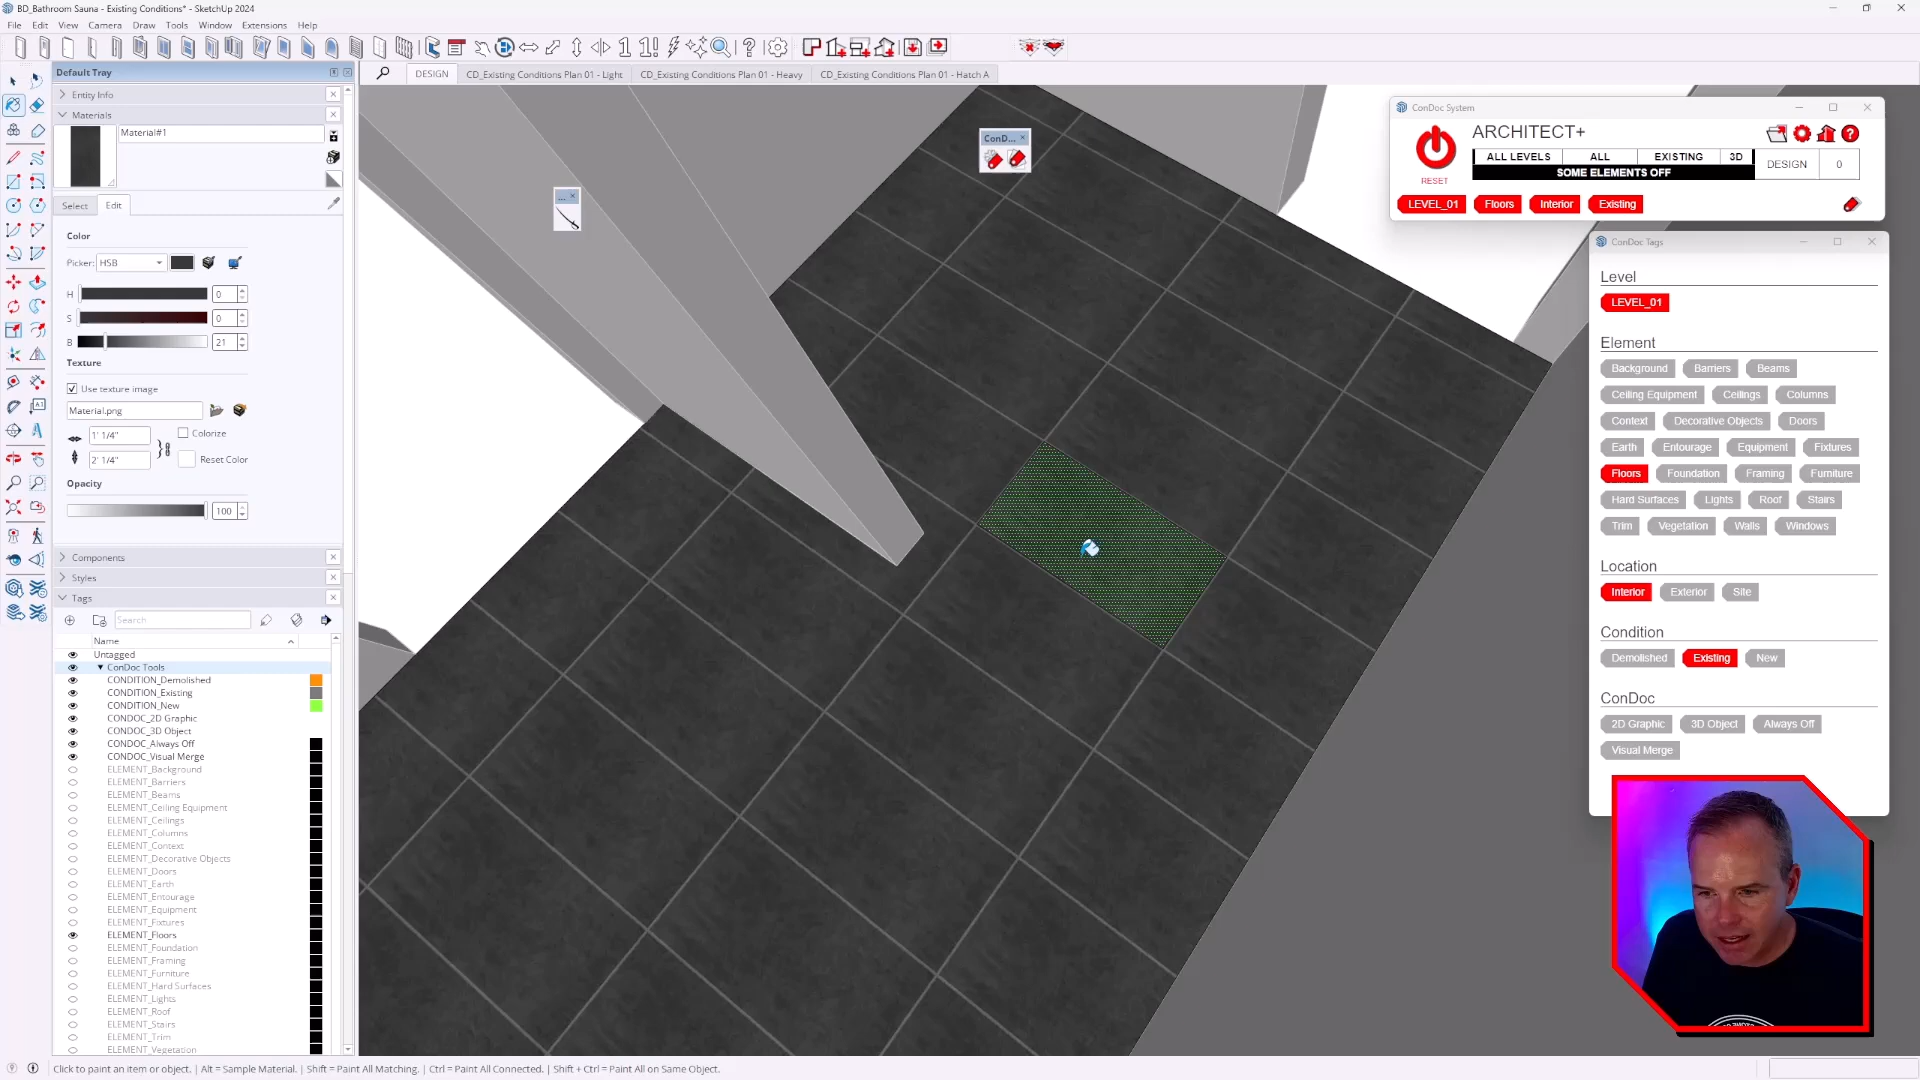 BD_Bathroom Sauna - Existing Conditions* - SketchUp 2024
File Edit View Camera Draw Tools Window Extensions Help
Default Tray
DESIGN CD_Existing Conditions Plan 01 - Light CD_Existing Conditions Plan 01 - Heavy CD_Existing Conditions Plan 01 - Hatch A
Entity Info
Materials
Material#1
Select Edit
Color
Picker: HSB
H 0
S 0
B 21
Texture
Use texture image
Material.png
1' 1/4" Colorize
2' 1/4" Reset Color
Opacity
100
Components
Styles
Tags
Search
Name
Untagged
ConDoc Tools
CONDITION_Demolished
CONDITION_Existing
CONDITION_New
CONDOC_2D Graphic
CONDOC_3D Object
CONDOC_Always Off
CONDOC_Visual Merge
ELEMENT_Background
ELEMENT_Barriers
ELEMENT_Beams
ELEMENT_Ceiling Equipment
ELEMENT_Ceilings
ELEMENT_Columns
ELEMENT_Context
ELEMENT_Decorative Objects
ELEMENT_Doors
ELEMENT_Earth
ELEMENT_Entourage
ELEMENT_Equipment
ELEMENT_Fixtures
ELEMENT_Floors
ELEMENT_Foundation
ELEMENT_Framing
ELEMENT_Furniture
ELEMENT_Hard Surfaces
ELEMENT_Lights
ELEMENT_Roof
ELEMENT_Stairs
ELEMENT_Trim
ELEMENT_Vegetation
...
ConD...
ConDoc System
ARCHITECT+
RESET
ALL LEVELS ALL EXISTING 3D
SOME ELEMENTS OFF
DESIGN 0
LEVEL_01 Floors Interior Existing
ConDoc Tags
Level
LEVEL_01
Element
Background Barriers Beams
Ceiling Equipment Ceilings Columns
Context Decorative Objects Doors
Earth Entourage Equipment Fixtures
Floors Foundation Framing Furniture
Hard Surfaces Lights Roof Stairs
Trim Vegetation Walls Windows
Location
Interior Exterior Site
Condition
Demolished Existing New
ConDoc
2D Graphic 3D Object Always Off
Visual Merge
Click to paint an item or object. | Alt = Sample Material. | Shift = Paint All Matching. | Ctrl = Paint All Connected. | Shift + Ctrl = Paint All on Same Object.